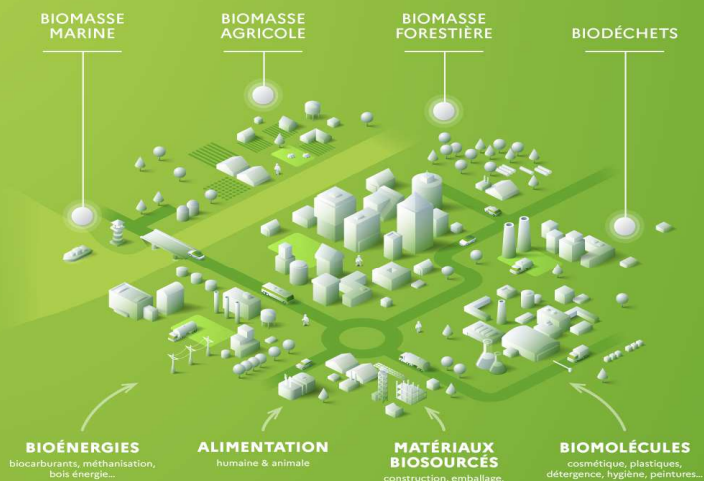 BIOMASSE
MARINE
BIOMASSE
AGRICOLE
BIOMASSE
FORESTIÈRE
BIODÉCHETS
BIOÉNERGIES
biocarburants, méthanisation,
bois énergie...
ALIMENTATION
humaine & animale
MATÉRIAUX
BIOSOURCÉS
construction, emballage,
BIOMOLÉCULES
cosmétique, plastiques,
détergence, hygiène, peintures...